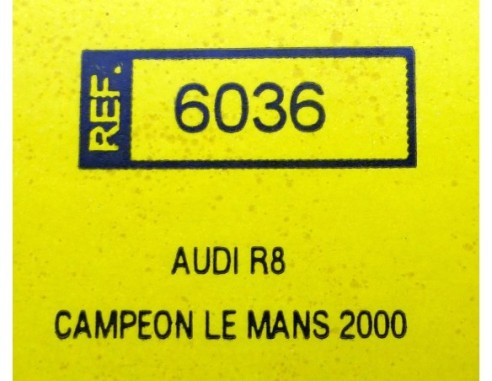 REF. 6036
AUDI R8
CAMPEON LE MANS 2000